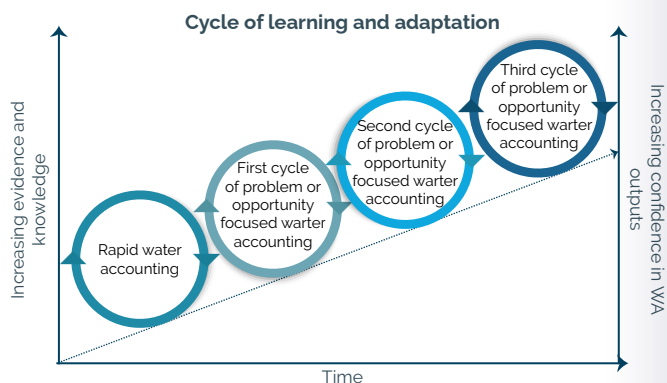 Cycle of learning and adaptation
Increasing evidence and
knowledge
Rapid water
accounting
First cycle
of problem or
opportunity
focused warter
accounting
Second cycle
of problem or
opportunity
focused warter
accounting
Third cycle
of problem or
opportunity
focused warter
accounting
Increasing confidence in WA
outputs
Time